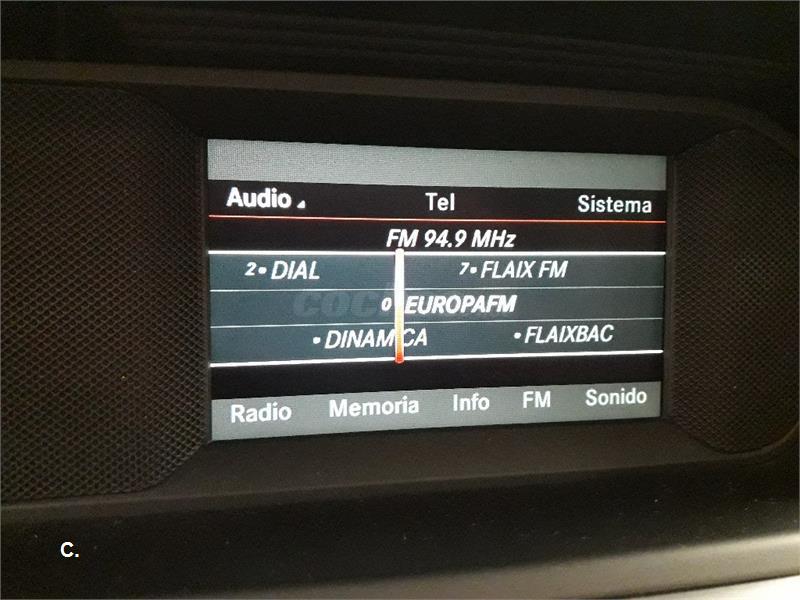 Audio Tel Sistema
FM 94.9 MHz
2• DIAL 7• FLAIX FM
0 EUROPAFM
• DINAMICA • FLAIXBAC
Radio Memoria Info FM Sonido
C.